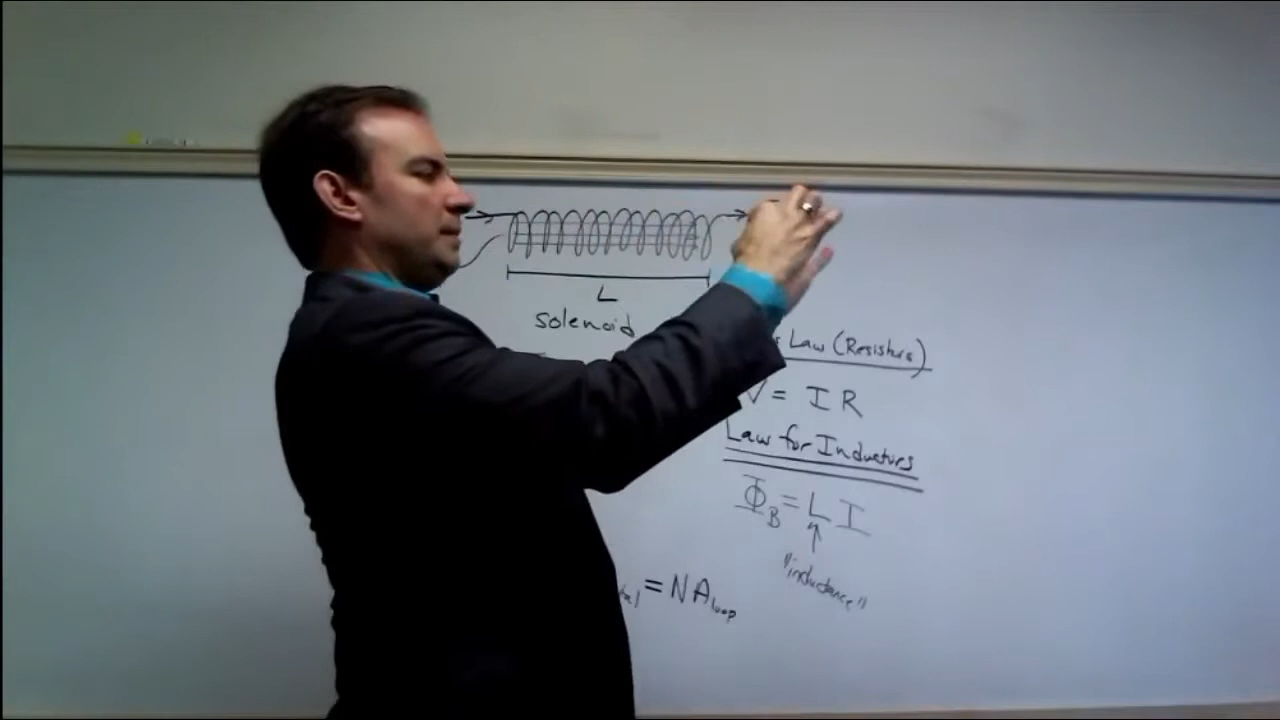 L
solenoid
Law (Resistors)
V = I R
Law for Inductors
Φ_B = L I
↑
"inductance"
= N A_loop